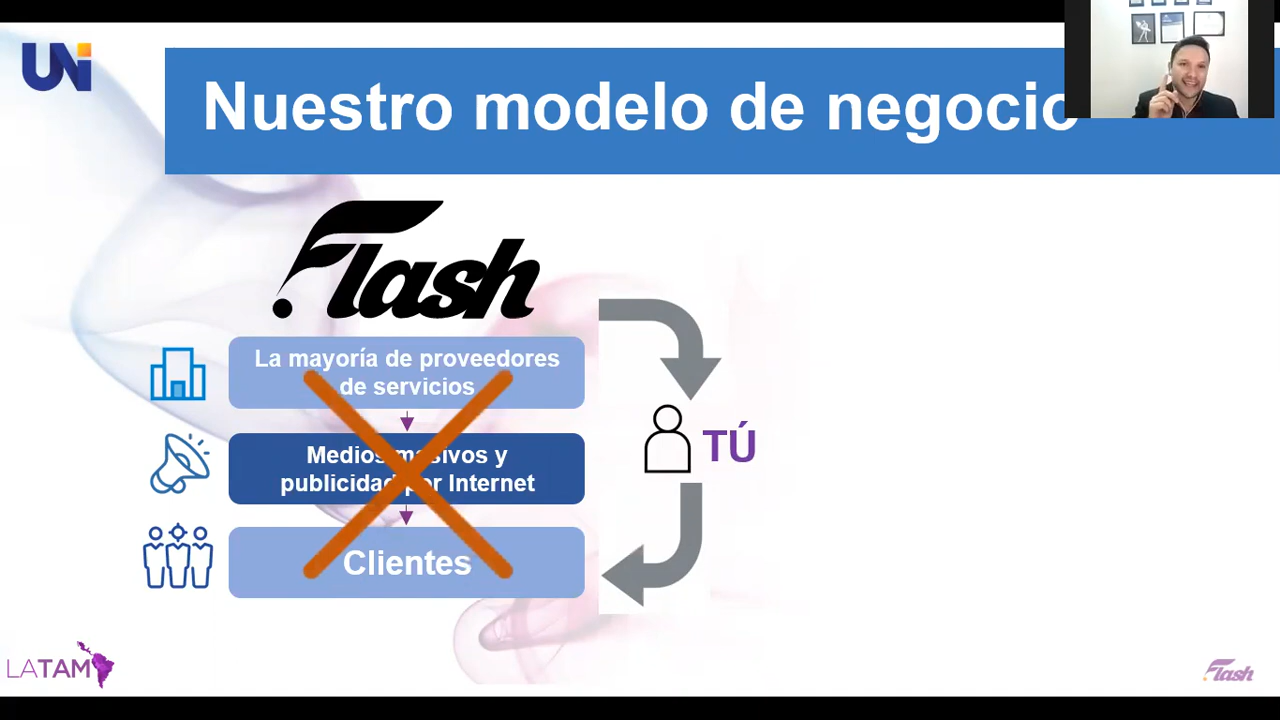 UNi
Nuestro modelo de negocio
Flash
La mayoría de proveedores
de servicios
Medios masivos y
publicidad por Internet
TÚ
Clientes
LATAM
Flash